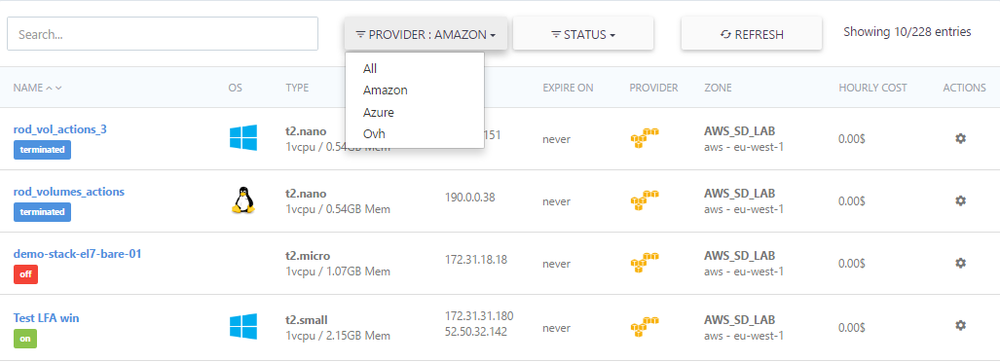 Search...
PROVIDER : AMAZON
STATUS
REFRESH
Showing 10/228 entries
All
Amazon
Azure
Ovh
NAME
OS
TYPE
EXPIRE ON
PROVIDER
ZONE
HOURLY COST
ACTIONS
rod_vol_actions_3
terminated
t2.nano
1vcpu / 0.54GB Mem
151
never
AWS_SD_LAB
aws - eu-west-1
0.00$
rod_volumes_actions
terminated
t2.nano
1vcpu / 0.54GB Mem
190.0.0.38
never
AWS_SD_LAB
aws - eu-west-1
0.00$
demo-stack-el7-bare-01
off
t2.micro
1vcpu / 1.07GB Mem
172.31.18.18
never
AWS_SD_LAB
aws - eu-west-1
0.00$
Test LFA win
on
t2.small
1vcpu / 2.15GB Mem
172.31.31.180
52.50.32.142
never
AWS_SD_LAB
aws - eu-west-1
0.00$